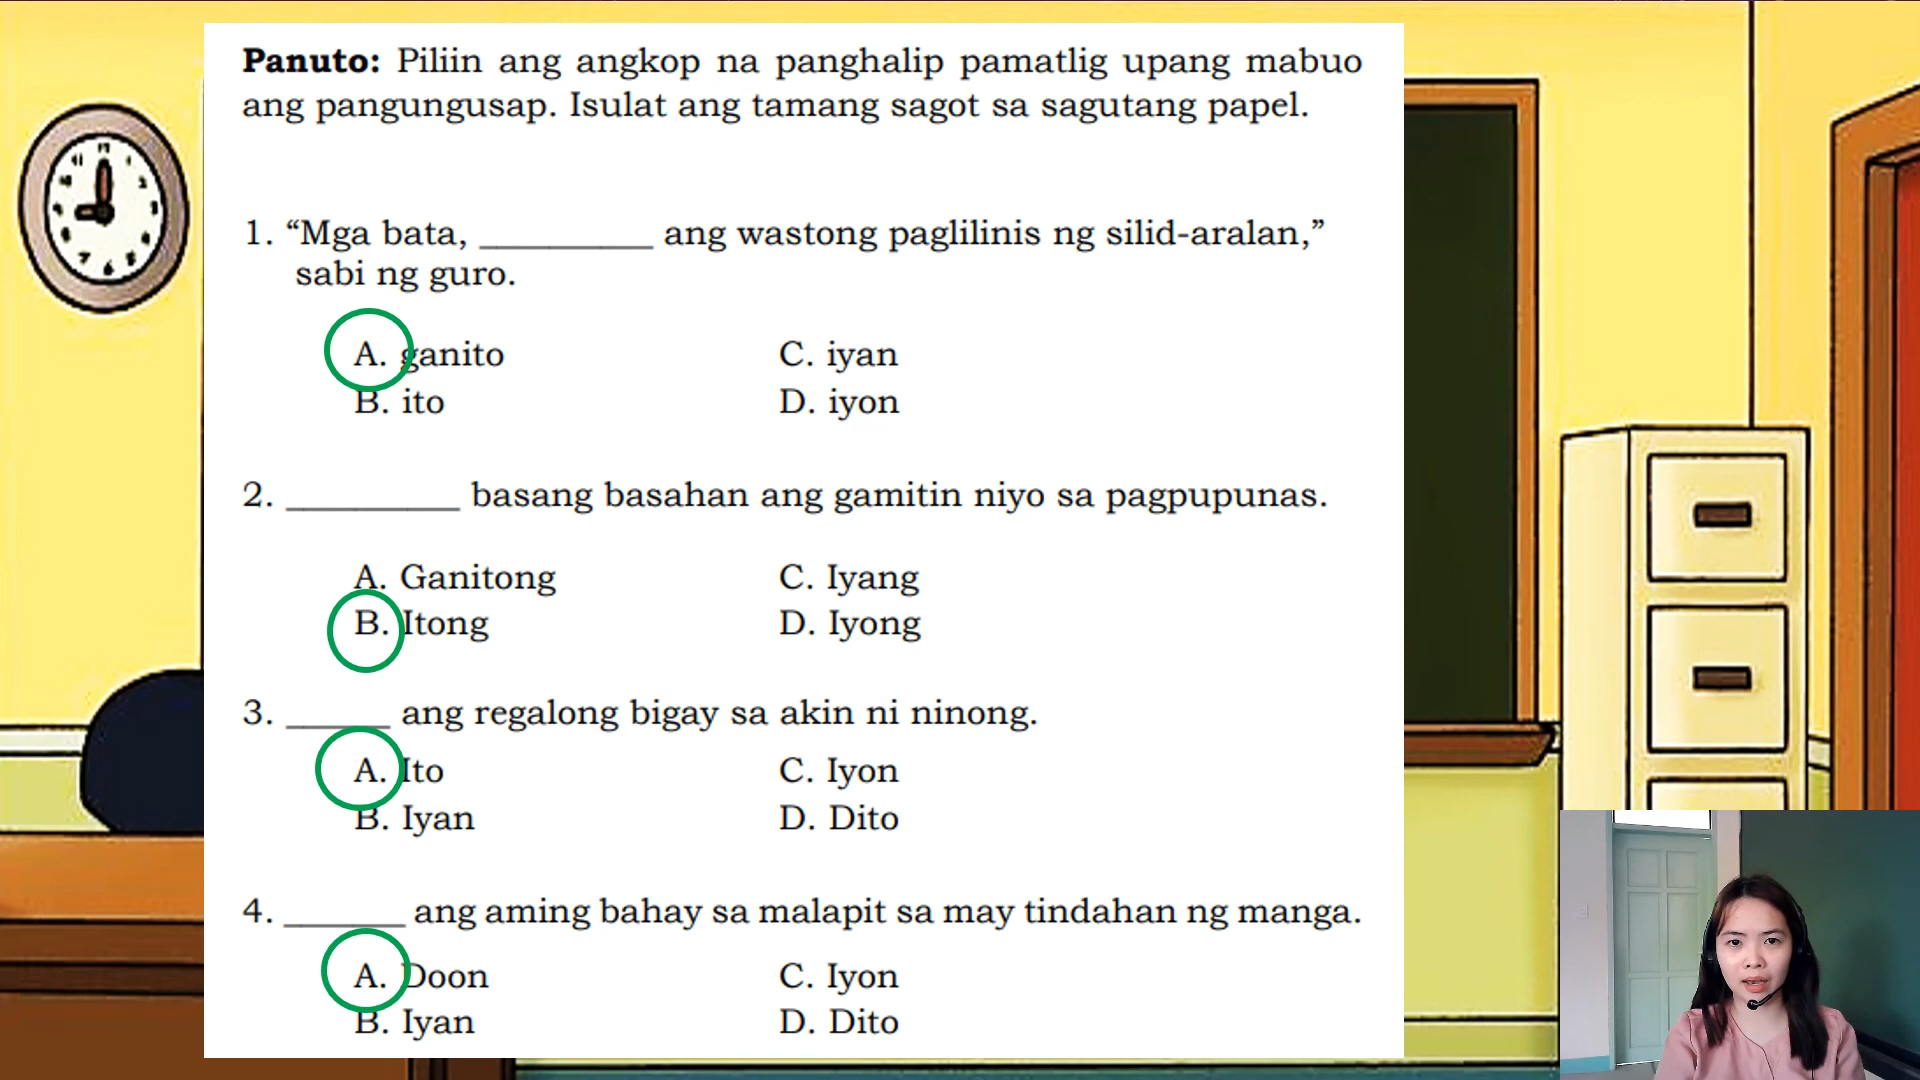 Panuto: Piliin ang angkop na panghalip pamatlig upang mabuo
ang pangungusap. Isulat ang tamang sagot sa sagutang papel.
1. “Mga bata, __________ ang wastong paglilinis ng silid-aralan,”
sabi ng guro.
A. ganito
B. ito
C. iyan
D. iyon
2. __________ basang basahan ang gamitin niyo sa pagpupunas.
A. Ganitong
B. Itong
C. Iyang
D. Iyong
3. ______ ang regalong bigay sa akin ni ninong.
A. Ito
B. Iyan
C. Iyon
D. Dito
4. _______ ang aming bahay sa malapit sa may tindahan ng manga.
A. Doon
B. Iyan
C. Iyon
D. Dito